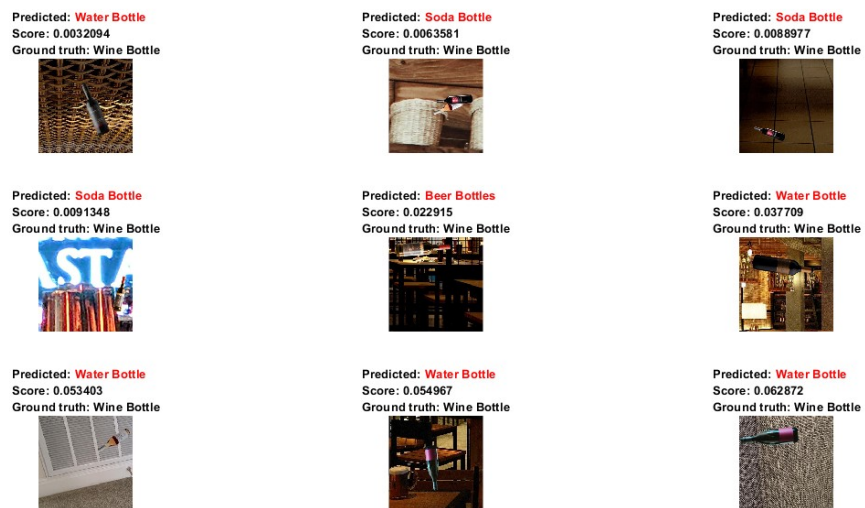 Predicted: Water Bottle
Score: 0.0032094
Ground truth: Wine Bottle
Predicted: Soda Bottle
Score: 0.0063581
Ground truth: Wine Bottle
Predicted: Soda Bottle
Score: 0.0088977
Ground truth: Wine Bottle
Predicted: Soda Bottle
Score: 0.0091348
Ground truth: Wine Bottle
STA
Predicted: Beer Bottles
Score: 0.022915
Ground truth: Wine Bottle
Predicted: Water Bottle
Score: 0.037709
Ground truth: Wine Bottle
Predicted: Water Bottle
Score: 0.053403
Ground truth: Wine Bottle
Predicted: Water Bottle
Score: 0.054967
Ground truth: Wine Bottle
Predicted: Water Bottle
Score: 0.062872
Ground truth: Wine Bottle